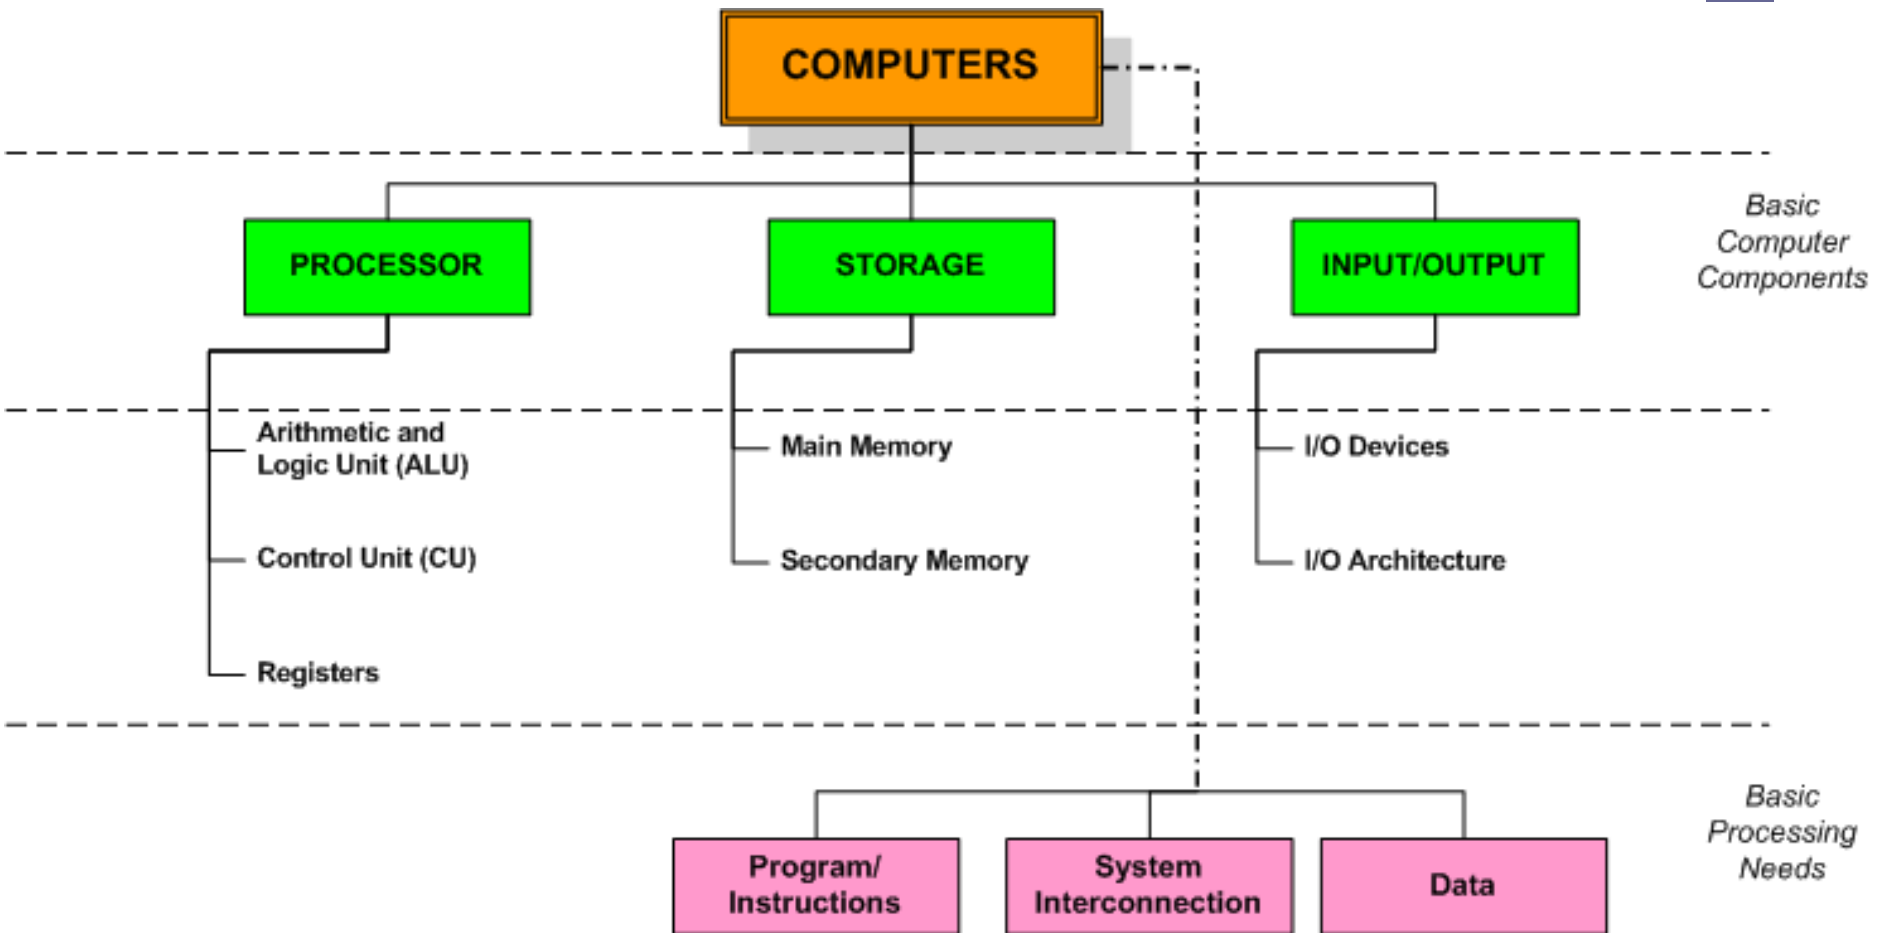 COMPUTERS
PROCESSOR
STORAGE
INPUT/OUTPUT
Basic
Computer
Components
Arithmetic and
Logic Unit (ALU)
Control Unit (CU)
Registers
Main Memory
Secondary Memory
I/O Devices
I/O Architecture
Program/
Instructions
System
Interconnection
Data
Basic
Processing
Needs